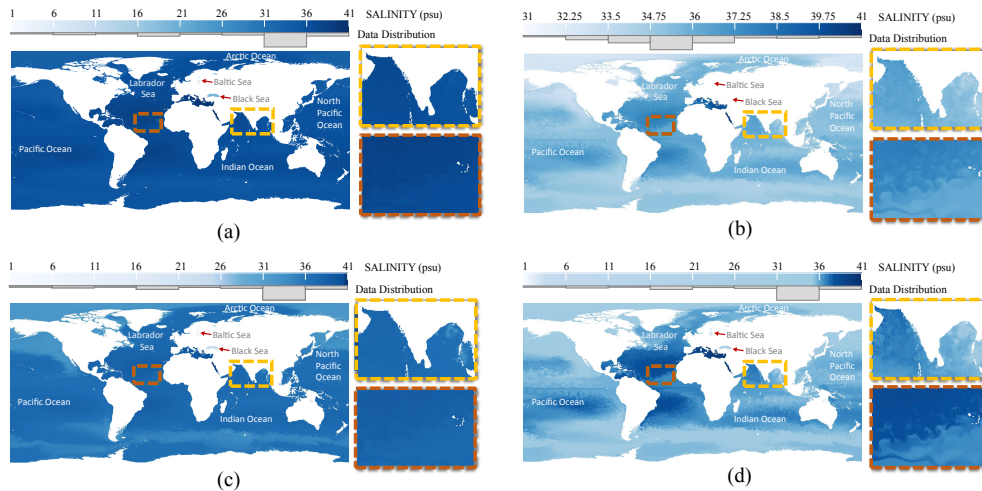 1 6 11 16 21 26 31 36 41 SALINITY (psu)
Data Distribution
Arctic Ocean
Labrador
Sea
Baltic Sea
Black Sea
North
Pacific
Ocean
Pacific Ocean
Indian Ocean
(a)
31 32.25 33.5 34.75 36 37.25 38.5 39.75 41 SALINITY (psu)
Data Distribution
Arctic Ocean
Labrador
Sea
Baltic Sea
Black Sea
North
Pacific
Ocean
Pacific Ocean
Indian Ocean
(b)
1 6 11 16 21 26 31 36 41 SALINITY (psu)
Data Distribution
Arctic Ocean
Labrador
Sea
Baltic Sea
Black Sea
North
Pacific
Ocean
Pacific Ocean
Indian Ocean
(c)
1 6 11 16 21 26 31 36 41 SALINITY (psu)
Data Distribution
Arctic Ocean
Labrador
Sea
Baltic Sea
Black Sea
North
Pacific
Ocean
Pacific Ocean
Indian Ocean
(d)